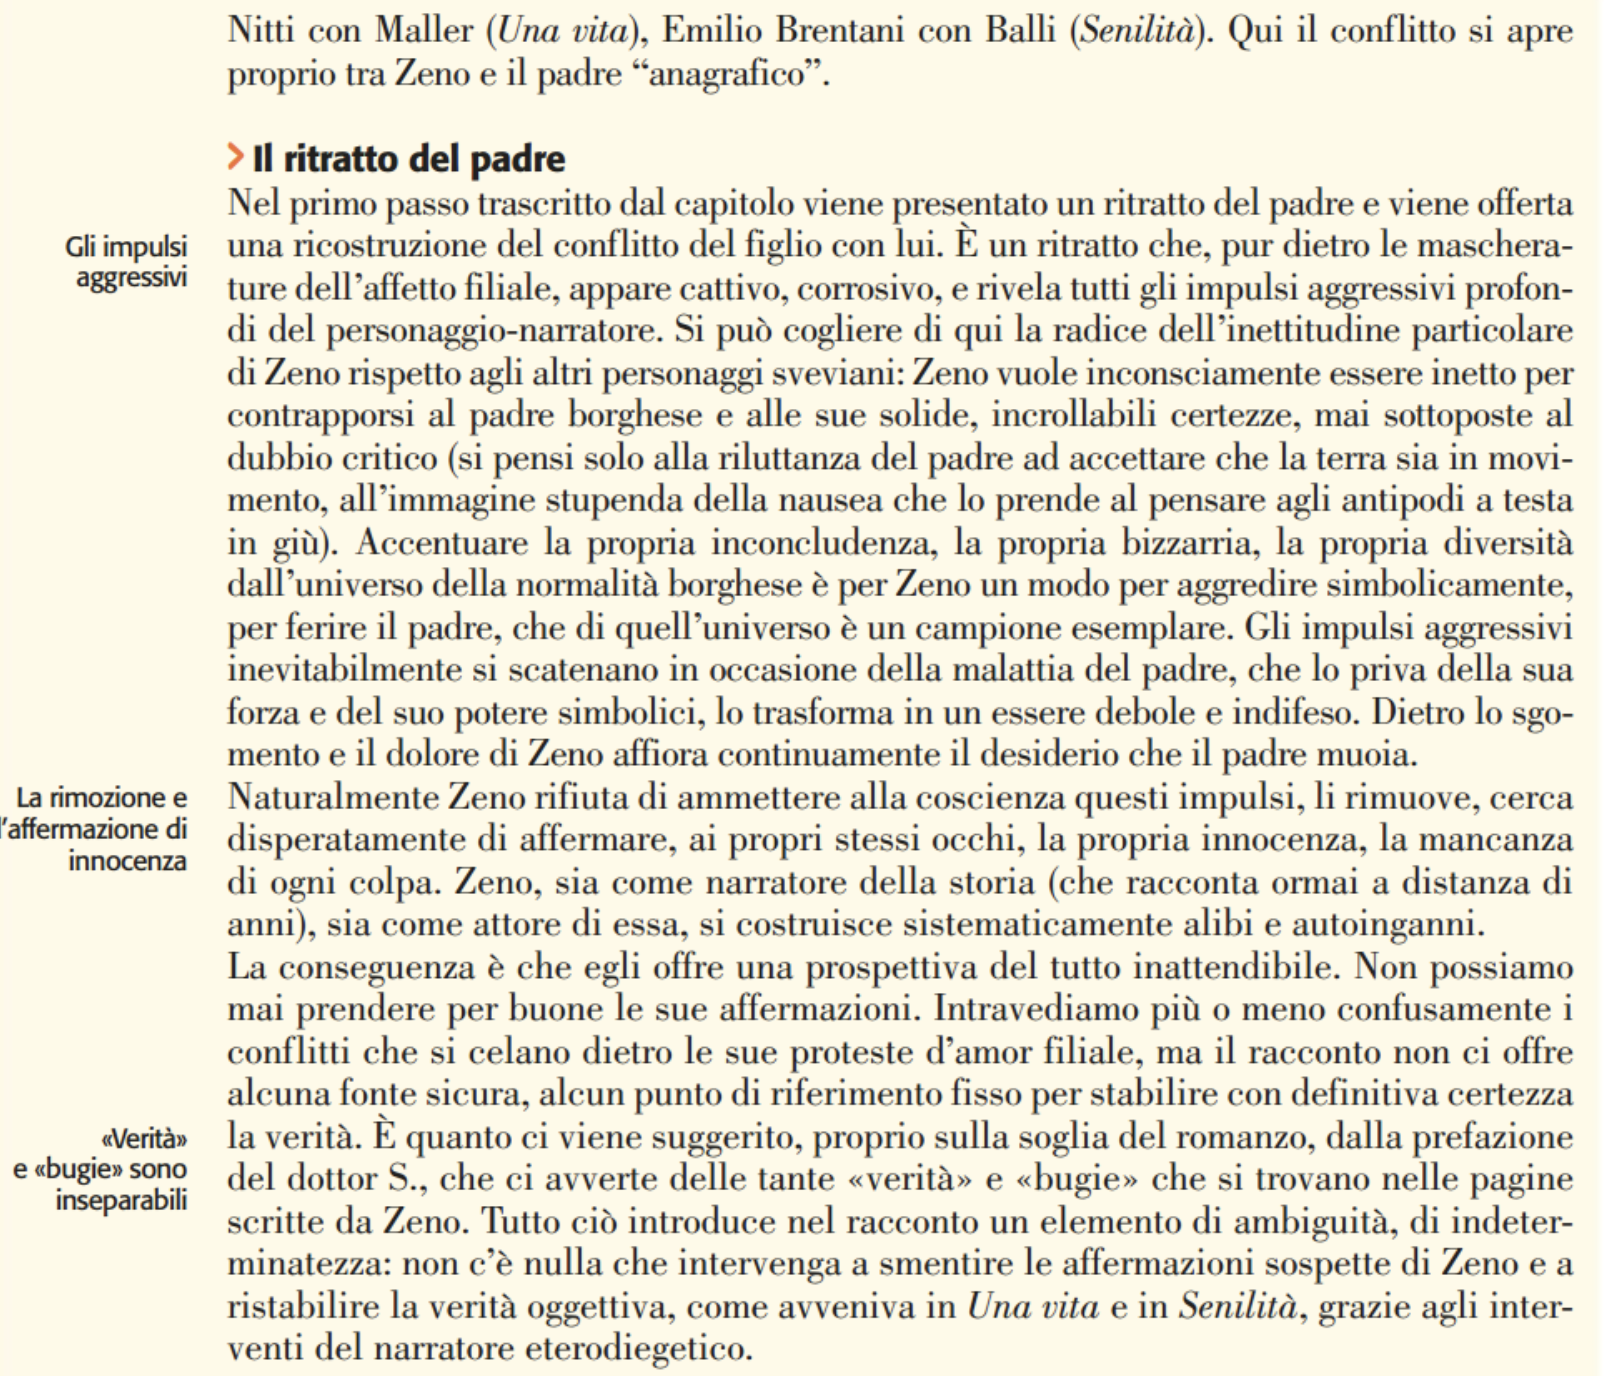 Nitti con Maller (Una vita), Emilio Brentani con Balli (Senilità). Qui il conflitto si apre
proprio tra Zeno e il padre “anagrafico”.
> Il ritratto del padre
Nel primo passo trascritto dal capitolo viene presentato un ritratto del padre e viene offerta
Gli impulsi
aggressivi
una ricostruzione del conflitto del figlio con lui. È un ritratto che, pur dietro le maschera-
ture dell’affetto filiale, appare cattivo, corrosivo, e rivela tutti gli impulsi aggressivi profon-
di del personaggio-narratore. Si può cogliere di qui la radice dell’inettitudine particolare
di Zeno rispetto agli altri personaggi sveviani: Zeno vuole inconsciamente essere inetto per
contrapporsi al padre borghese e alle sue solide, incrollabili certezze, mai sottoposte al
dubbio critico (si pensi solo alla riluttanza del padre ad accettare che la terra sia in movi-
mento, all’immagine stupenda della nausea che lo prende al pensare agli antipodi a testa
in giù). Accentuare la propria inconcludenza, la propria bizzarria, la propria diversità
dall’universo della normalità borghese è per Zeno un modo per aggredire simbolicamente,
per ferire il padre, che di quell’universo è un campione esemplare. Gli impulsi aggressivi
inevitabilmente si scatenano in occasione della malattia del padre, che lo priva della sua
forza e del suo potere simbolici, lo trasforma in un essere debole e indifeso. Dietro lo sgo-
mento e il dolore di Zeno affiora continuamente il desiderio che il padre muoia.
La rimozione e
l’affermazione di
innocenza
Naturalmente Zeno rifiuta di ammettere alla coscienza questi impulsi, li rimuove, cerca
disperatamente di affermare, ai propri stessi occhi, la propria innocenza, la mancanza
di ogni colpa. Zeno, sia come narratore della storia (che racconta ormai a distanza di
anni), sia come attore di essa, si costruisce sistematicamente alibi e autoinganni.
La conseguenza è che egli offre una prospettiva del tutto inattendibile. Non possiamo
mai prendere per buone le sue affermazioni. Intravediamo più o meno confusamente i
conflitti che si celano dietro le sue proteste d’amor filiale, ma il racconto non ci offre
alcuna fonte sicura, alcun punto di riferimento fisso per stabilire con definitiva certezza
«Verità»
e «bugie» sono
inseparabili
la verità. È quanto ci viene suggerito, proprio sulla soglia del romanzo, dalla prefazione
del dottor S., che ci avverte delle tante «verità» e «bugie» che si trovano nelle pagine
scritte da Zeno. Tutto ciò introduce nel racconto un elemento di ambiguità, di indeter-
minatezza: non c’è nulla che intervenga a smentire le affermazioni sospette di Zeno e a
ristabilire la verità oggettiva, come avveniva in Una vita e in Senilità, grazie agli inter-
venti del narratore eterodiegetico.